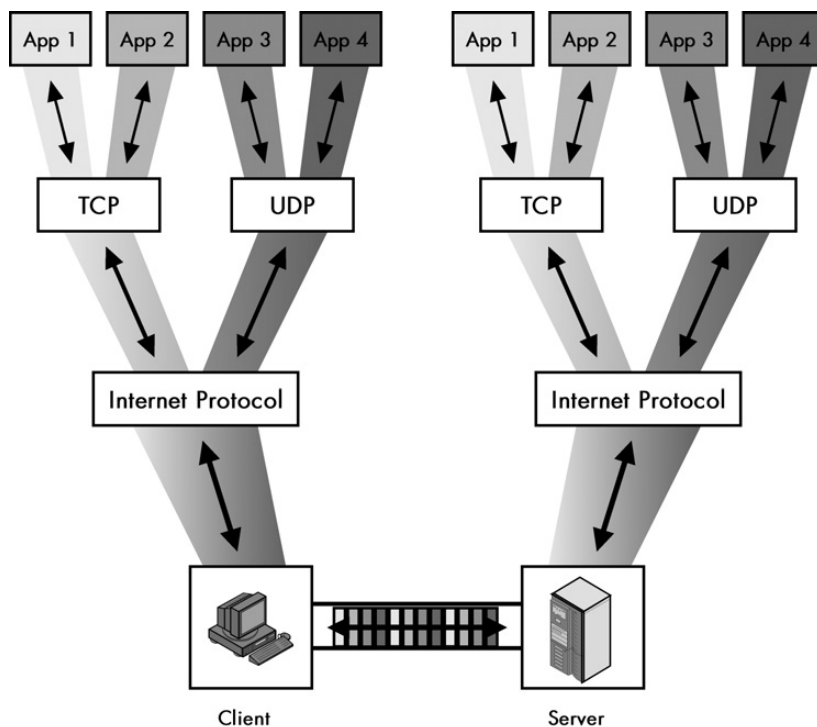 App 1 App 2 App 3 App 4 App 1 App 2 App 3 App 4
TCP UDP TCP UDP
Internet Protocol Internet Protocol
Client Server